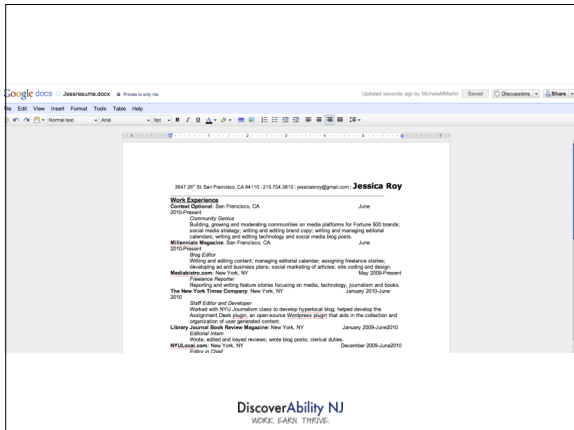 Google docs Jessresume.docx Private to only me Updated seconds ago by MichelaMMartin Saved Discussions Share
File Edit View Insert Format Tools Table Help
Normal text Arial 9pt B I U A
3647 26th St. San Francisco, CA 94110 | 215.704.3810 | jessicakroy@gmail.com | Jessica Roy
Work Experience
Context Optional: San Francisco, CA June
2010-Present
Community Genius
Building, growing and moderating communities on media platforms for Fortune 500 brands;
social media strategy; writing and editing brand copy; writing and managing editorial
calendars; writing and editing technology and social media blog posts.
Millennials Magazine: San Francisco, CA June
2010-Present
Blog Editor
Writing and editing content; managing editorial calendar; assigning freelance stories;
developing ad and business plans; social marketing of articles; site coding and design.
Mediabistro.com: New York, NY May 2009-Present
Freelance Reporter
Reporting and writing feature stories focusing on media, technology, journalism and books.
The New York Times Company: New York, NY January 2010-June
2010
Staff Editor and Developer
Worked with NYU Journalism class to develop hyperlocal blog; helped develop the
Assignment Desk plugin, an open-source Wordpress plugin that aids in the collection and
organization of user generated content.
Library Journal Book Review Magazine: New York, NY January 2009-June2010
Editorial Intern
Wrote, edited and keyed reviews; wrote blog posts; clerical duties.
NYULocal.com: New York, NY December 2009-June2010
Editor in Chief
DiscoverAbility NJ
WORK. EARN. THRIVE.